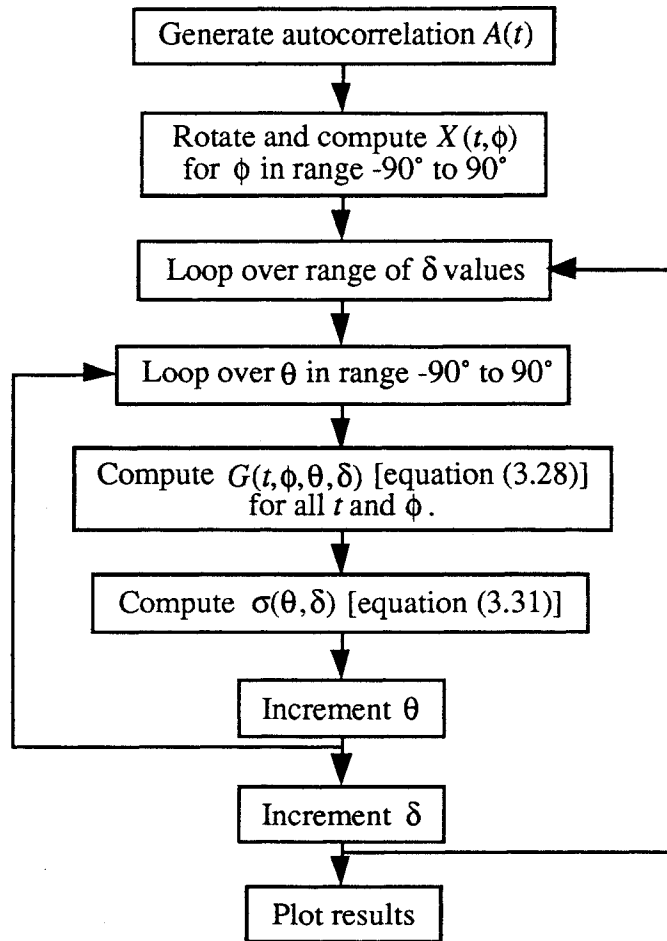 Generate autocorrelation A(t)
Rotate and compute X(t,ϕ)
for ϕ in range -90° to 90°
Loop over range of δ values
Loop over θ in range -90° to 90°
Compute G(t,ϕ,θ,δ) [equation (3.28)]
for all t and ϕ.
Compute σ(θ,δ) [equation (3.31)]
Increment θ
Increment δ
Plot results